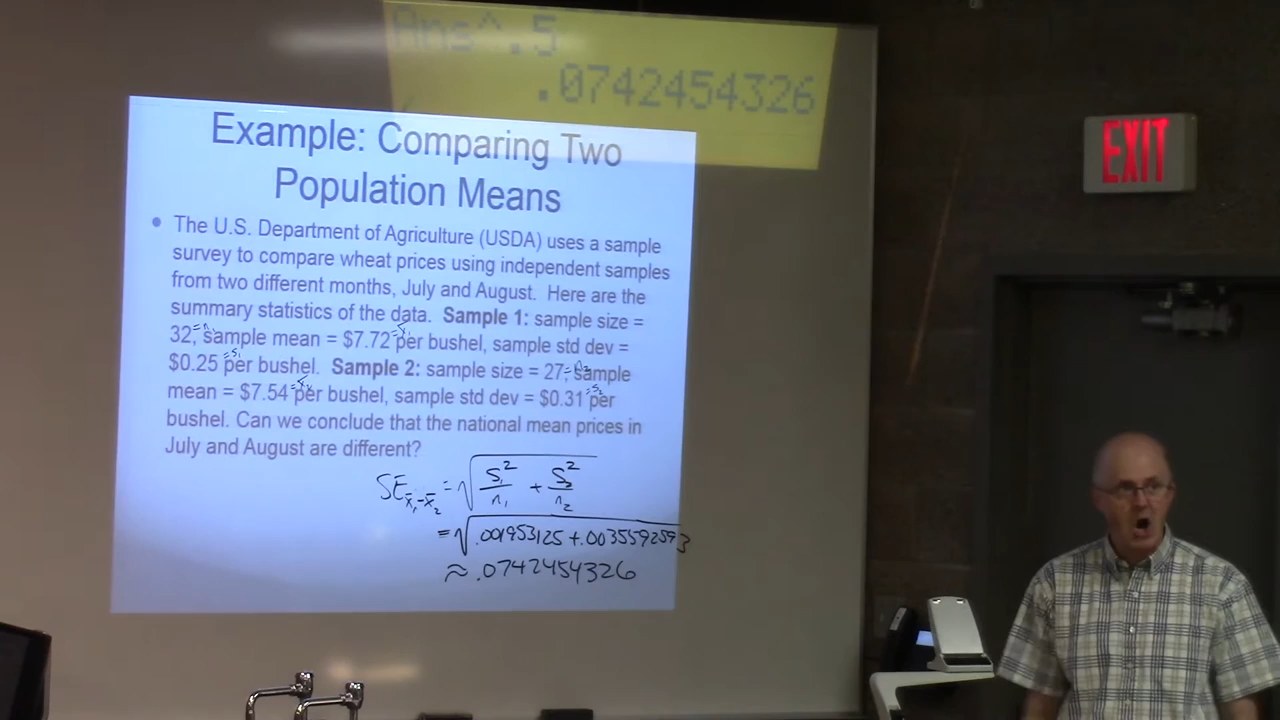 Ans^.5
.0742454326
EXIT
Example: Comparing Two
Population Means
• The U.S. Department of Agriculture (USDA) uses a sample
survey to compare wheat prices using independent samples
from two different months, July and August. Here are the
summary statistics of the data. Sample 1: sample size =
32, sample mean = $7.72 per bushel, sample std dev =
$0.25 per bushel. Sample 2: sample size = 27, sample
mean = $7.54 per bushel, sample std dev = $0.31 per
bushel. Can we conclude that the national mean prices in
July and August are different?
SE x̄₁-x̄₂ = √(S₁²/n₁ + S₂²/n₂)
= √.001953125 + .0035592593
≈ .0742454326